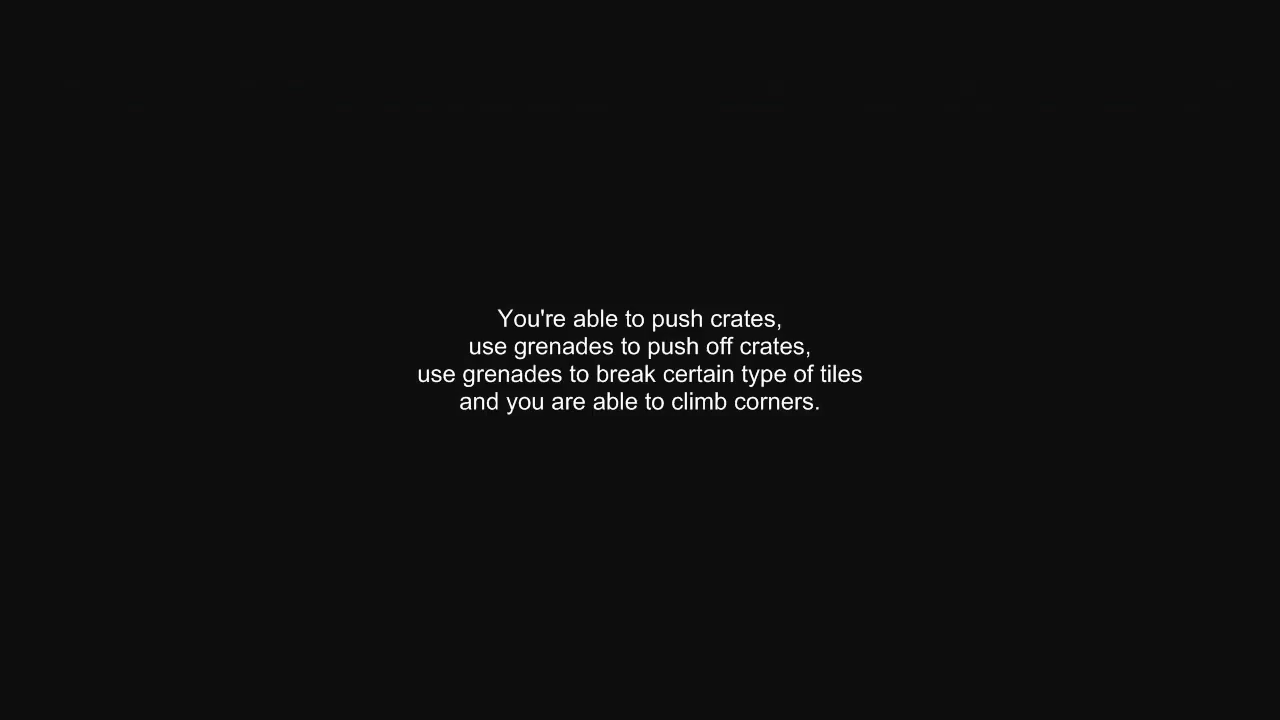 You're able to push crates,
use grenades to push off crates,
use grenades to break certain type of tiles
and you are able to climb corners.